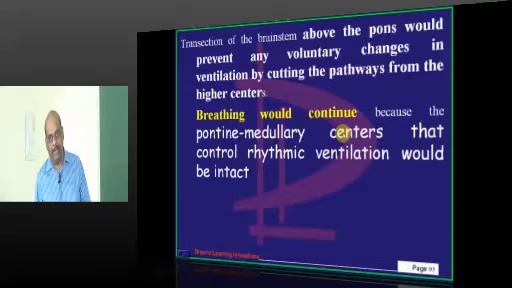 Transection of the brainstem above the pons would
prevent any voluntary changes in
ventilation by cutting the pathways from the
higher centers.
Breathing would continue because the
pontine-medullary centers that
control rhythmic ventilation would
be intact
Page 95